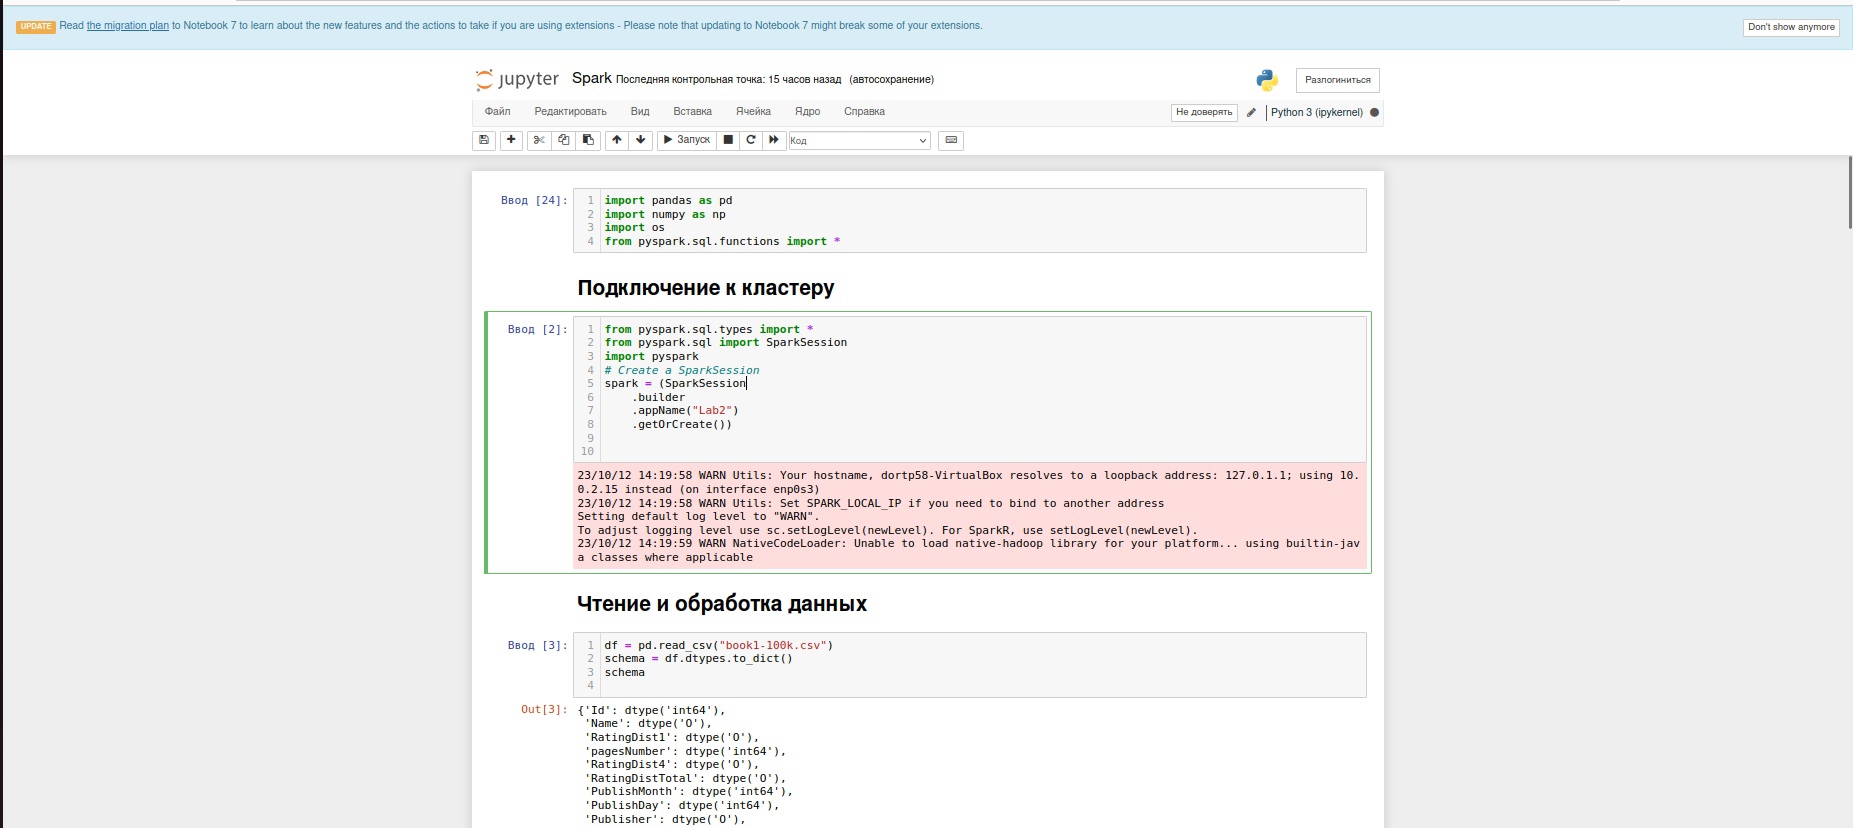 UPDATE Read the migration plan to Notebook 7 to learn about the new features and the actions to take if you are using extensions - Please note that updating to Notebook 7 might break some of your extensions.
Don't show anymore
jupyter Spark Последняя контрольная точка: 15 часов назад (автосохранение)
Разлогиниться
Файл Редактировать Вид Вставка Ячейка Ядро Справка
Не доверять Python 3 (ipykernel)
Запуск Код
Ввод [24]:
1 import pandas as pd
2 import numpy as np
3 import os
4 from pyspark.sql.functions import *
Подключение к кластеру
Ввод [2]:
1 from pyspark.sql.types import *
2 from pyspark.sql import SparkSession
3 import pyspark
4 # Create a SparkSession
5 spark = (SparkSession
6     .builder
7     .appName("Lab2")
8     .getOrCreate())
9
10
23/10/12 14:19:58 WARN Utils: Your hostname, dortp58-VirtualBox resolves to a loopback address: 127.0.1.1; using 10.
0.2.15 instead (on interface enp0s3)
23/10/12 14:19:58 WARN Utils: Set SPARK_LOCAL_IP if you need to bind to another address
Setting default log level to "WARN".
To adjust logging level use sc.setLogLevel(newLevel). For SparkR, use setLogLevel(newLevel).
23/10/12 14:19:59 WARN NativeCodeLoader: Unable to load native-hadoop library for your platform... using builtin-jav
a classes where applicable
Чтение и обработка данных
Ввод [3]:
1 df = pd.read_csv("book1-100k.csv")
2 schema = df.dtypes.to_dict()
3 schema
4
Out[3]: {'Id': dtype('int64'),
'Name': dtype('O'),
'RatingDist1': dtype('O'),
'pagesNumber': dtype('int64'),
'RatingDist4': dtype('O'),
'RatingDistTotal': dtype('O'),
'PublishMonth': dtype('int64'),
'PublishDay': dtype('int64'),
'Publisher': dtype('O'),